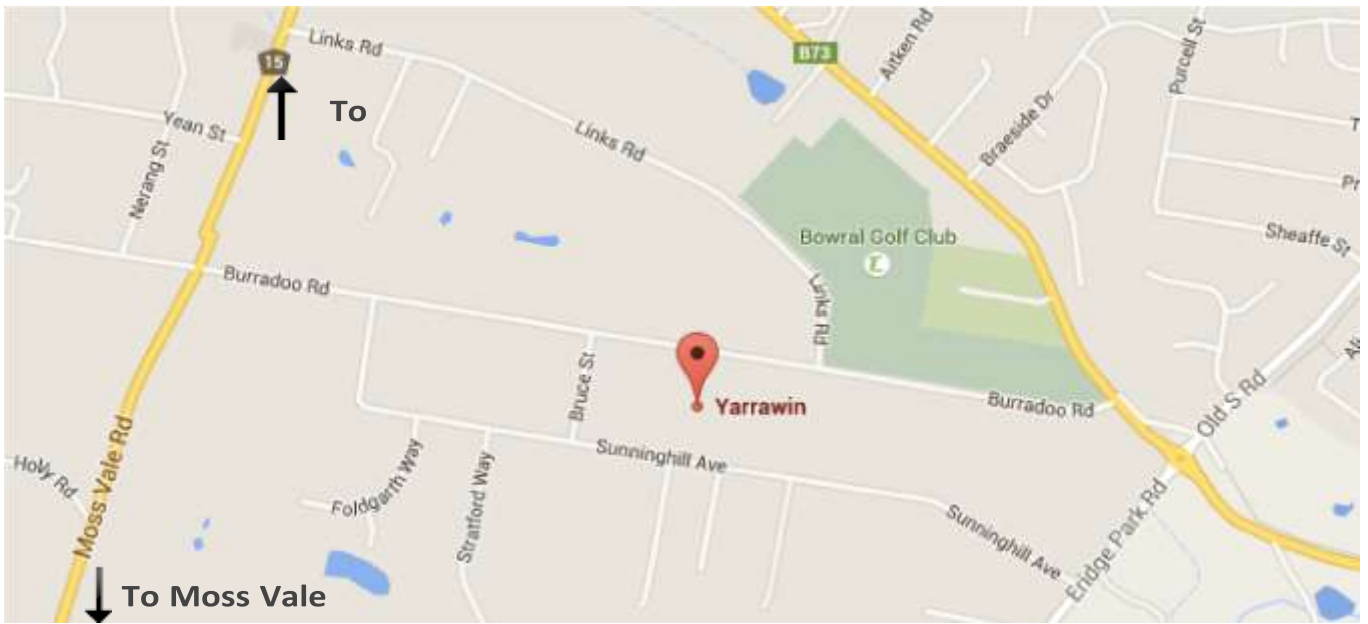 Links Rd
15
To
Yean St
Nerang St
Links Rd
B73
Aitken Rd
Purcell St
Braeside Dr
T
Pr
Sheaffe St
Bowral Golf Club
Burradoo Rd
Links Rd
Bruce St
Yarrawin
Burradoo Rd
Old S Rd
Moss Vale Rd
Sunninghill Ave
Foldgarth Way
Stratford Way
Sunninghill Ave
Eridge Park Rd
To Moss Vale